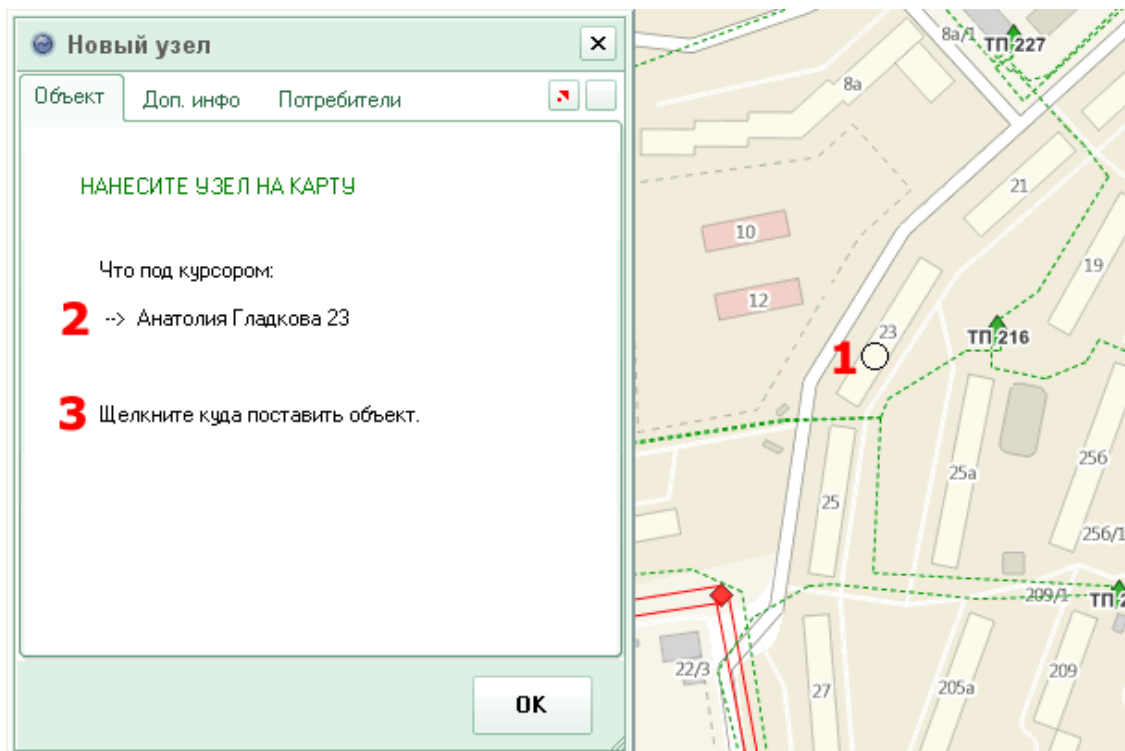 Новый узел
Объект
Доп. инфо
Потребители
НАНЕСИТЕ УЗЕЛ НА КАРТУ
Что под курсором:
2 --> Анатолия Гладкова 23
3 Щелкните куда поставить объект.
OK
8а/1
ТП 227
8а
21
10
19
12
23
ТП 216
1
25а
256
25
256/1
209/1
ТП 2
22/3
27
205а
209